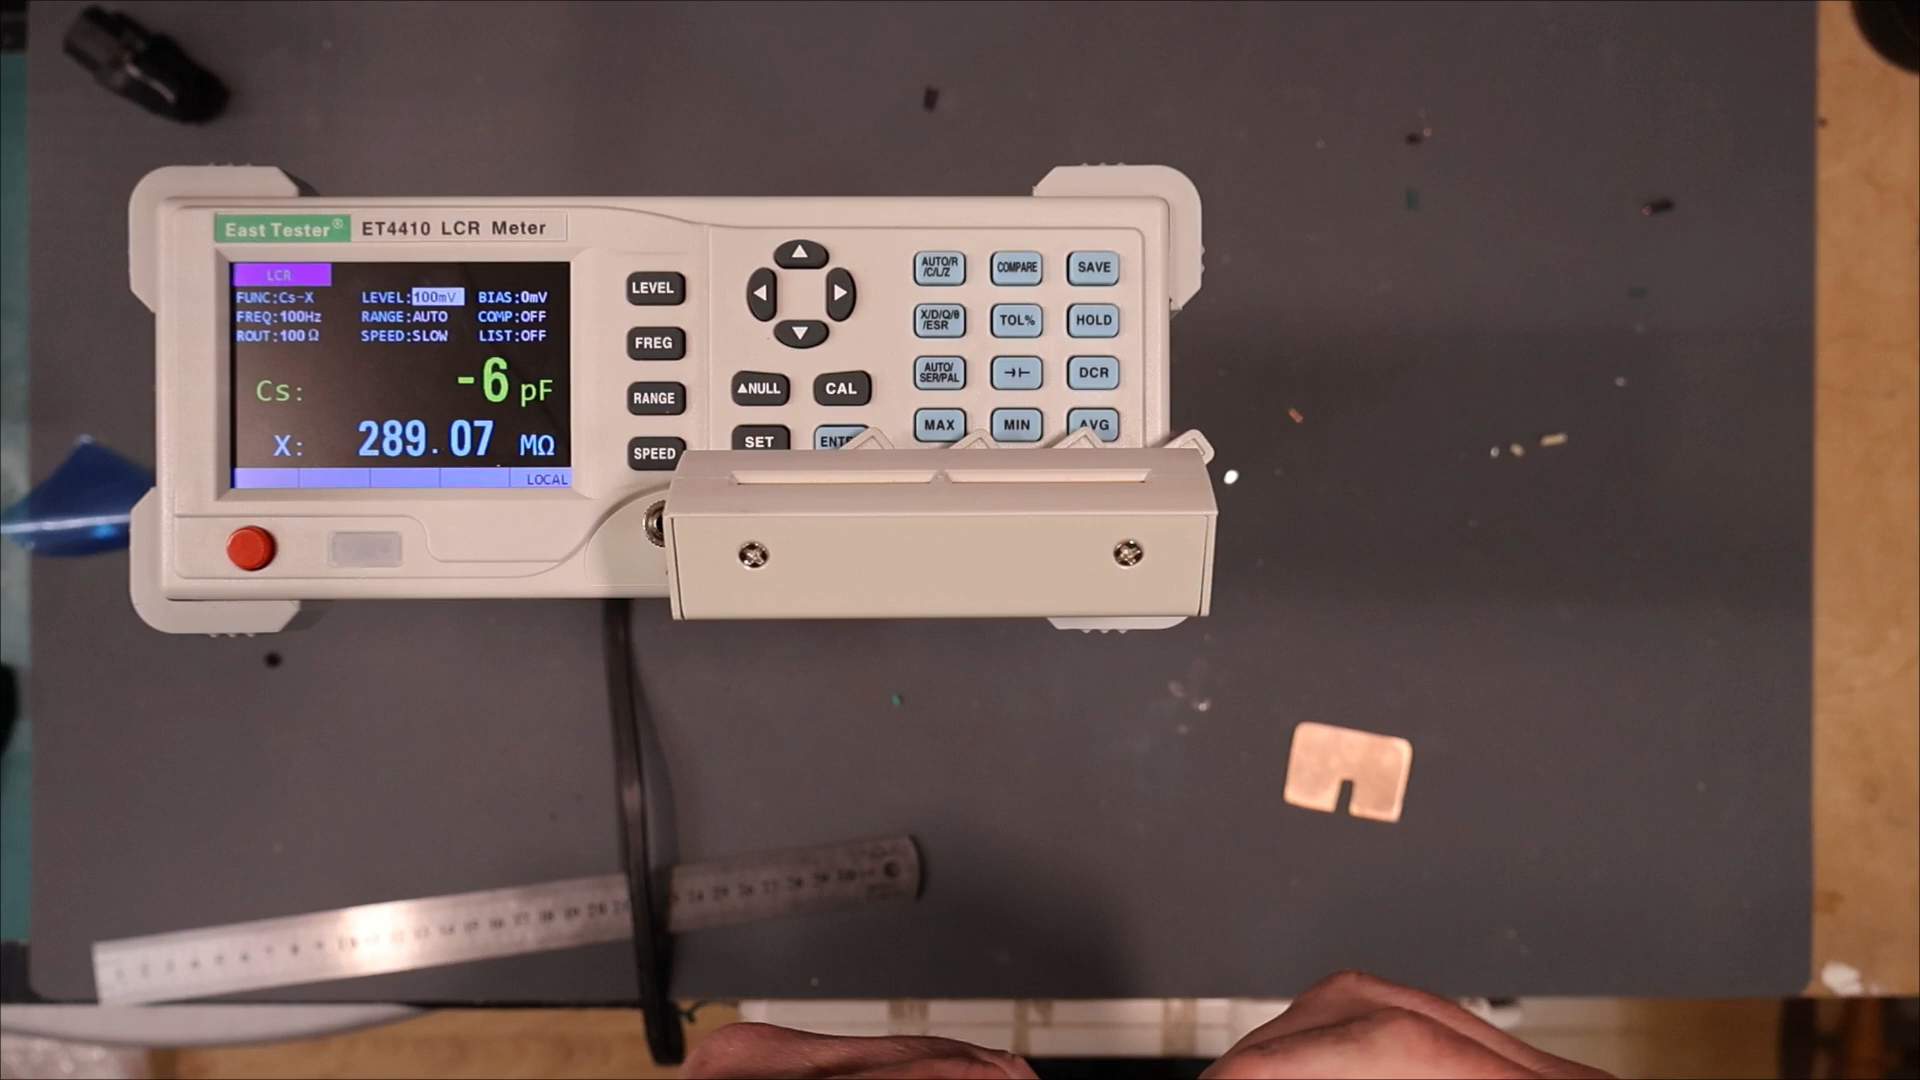 East Tester® ET4410 LCR Meter
LCR
FUNC:Cs-X LEVEL:100mV BIAS:0mV
FREQ:100Hz RANGE:AUTO COMP:OFF
ROUT:100Ω SPEED:SLOW LIST:OFF
Cs: -6 pF
X: 289.07 MΩ
LOCAL
LEVEL
FREG
RANGE
SPEED
▲NULL CAL
SET ENTE
AUTO/R/C/L/Z COMPARE SAVE
X/D/Q/θ/ESR TOL% HOLD
AUTO/SER/PAL DCR
MAX MIN AVG